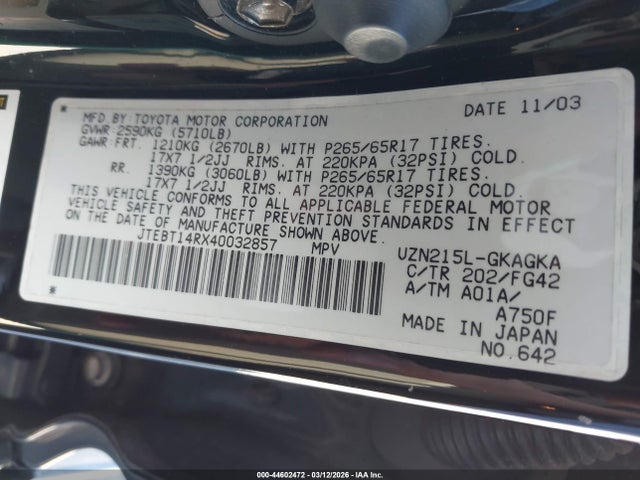 MFD.BY TOYOTA MOTOR CORPORATION DATE 11/03
GVWR 2590KG (5710LB)
GAWR FRT. 1210KG (2670LB) WITH P265/65R17 TIRES.
17X7 1/2JJ RIMS. AT 220KPA (32PSI) COLD.
RR. 1390KG (3060LB) WITH P265/65R17 TIRES.
17X7 1/2JJ RIMS. AT 220KPA (32PSI) COLD.
THIS VEHICLE CONFORMS TO ALL APPLICABLE FEDERAL MOTOR
VEHICLE SAFETY AND THEFT PREVENTION STANDARDS IN EFFECT
ON THE DATE OF MANUFACTURE SHOWN ABOVE.
JTEBT14RX40032857 MPV
UZN215L-GKAGKA
C/TR 202/FG42
A/TM A01A/
A750F
MADE IN JAPAN
NO.642
000-44602472 | 03/12/2026 | IAA Inc.